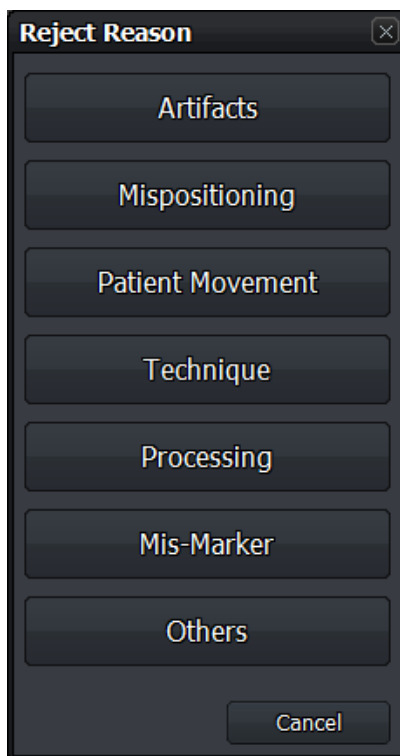 Reject Reason
Artifacts
Mispositioning
Patient Movement
Technique
Processing
Mis-Marker
Others
Cancel